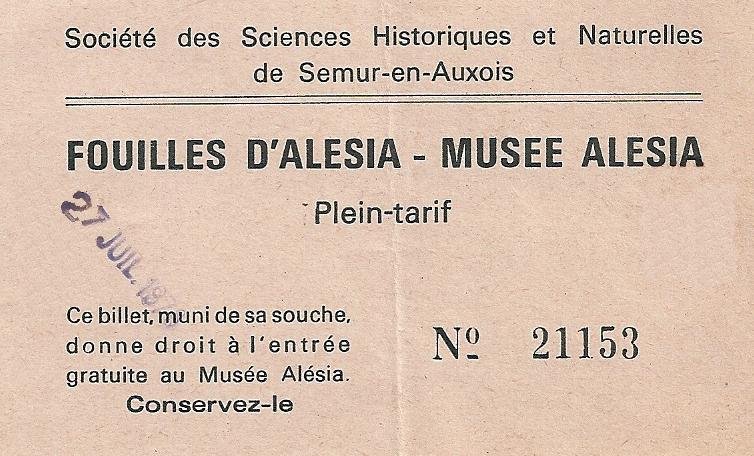 Société des Sciences Historiques et Naturelles
de Semur-en-Auxois
FOUILLES D'ALESIA - MUSEE ALESIA
Plein-tarif
27 JUIL.
Ce billet, muni de sa souche,
donne droit à l'entrée
gratuite au Musée Alésia.
Conservez-le
Nº 21153